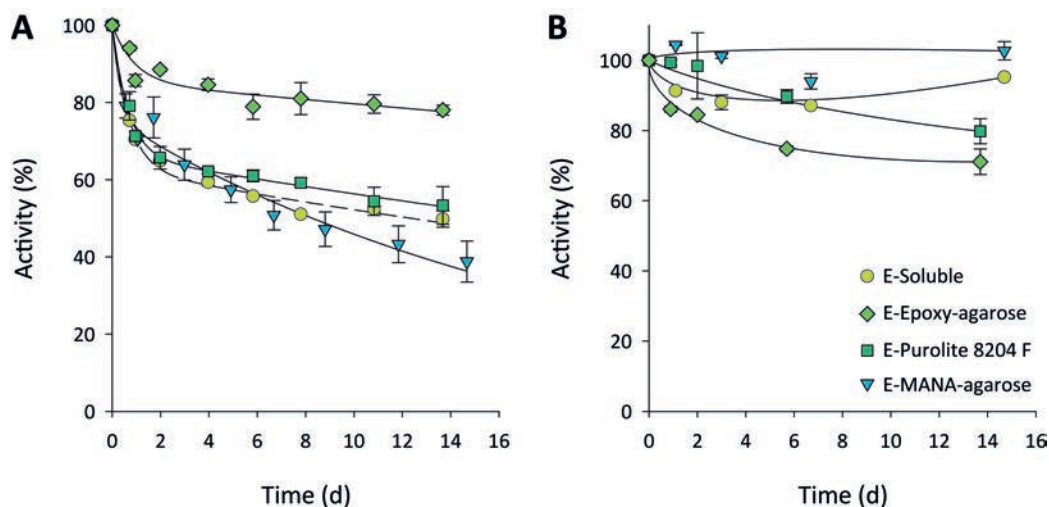 A
100
80
60
40
20
0
Activity (%)
0 2 4 6 8 10 12 14 16
Time (d)
B
100
80
60
40
20
0
Activity (%)
0 2 4 6 8 10 12 14 16
Time (d)
E-Soluble
E-Epoxy-agarose
E-Purolite 8204 F
E-MANA-agarose